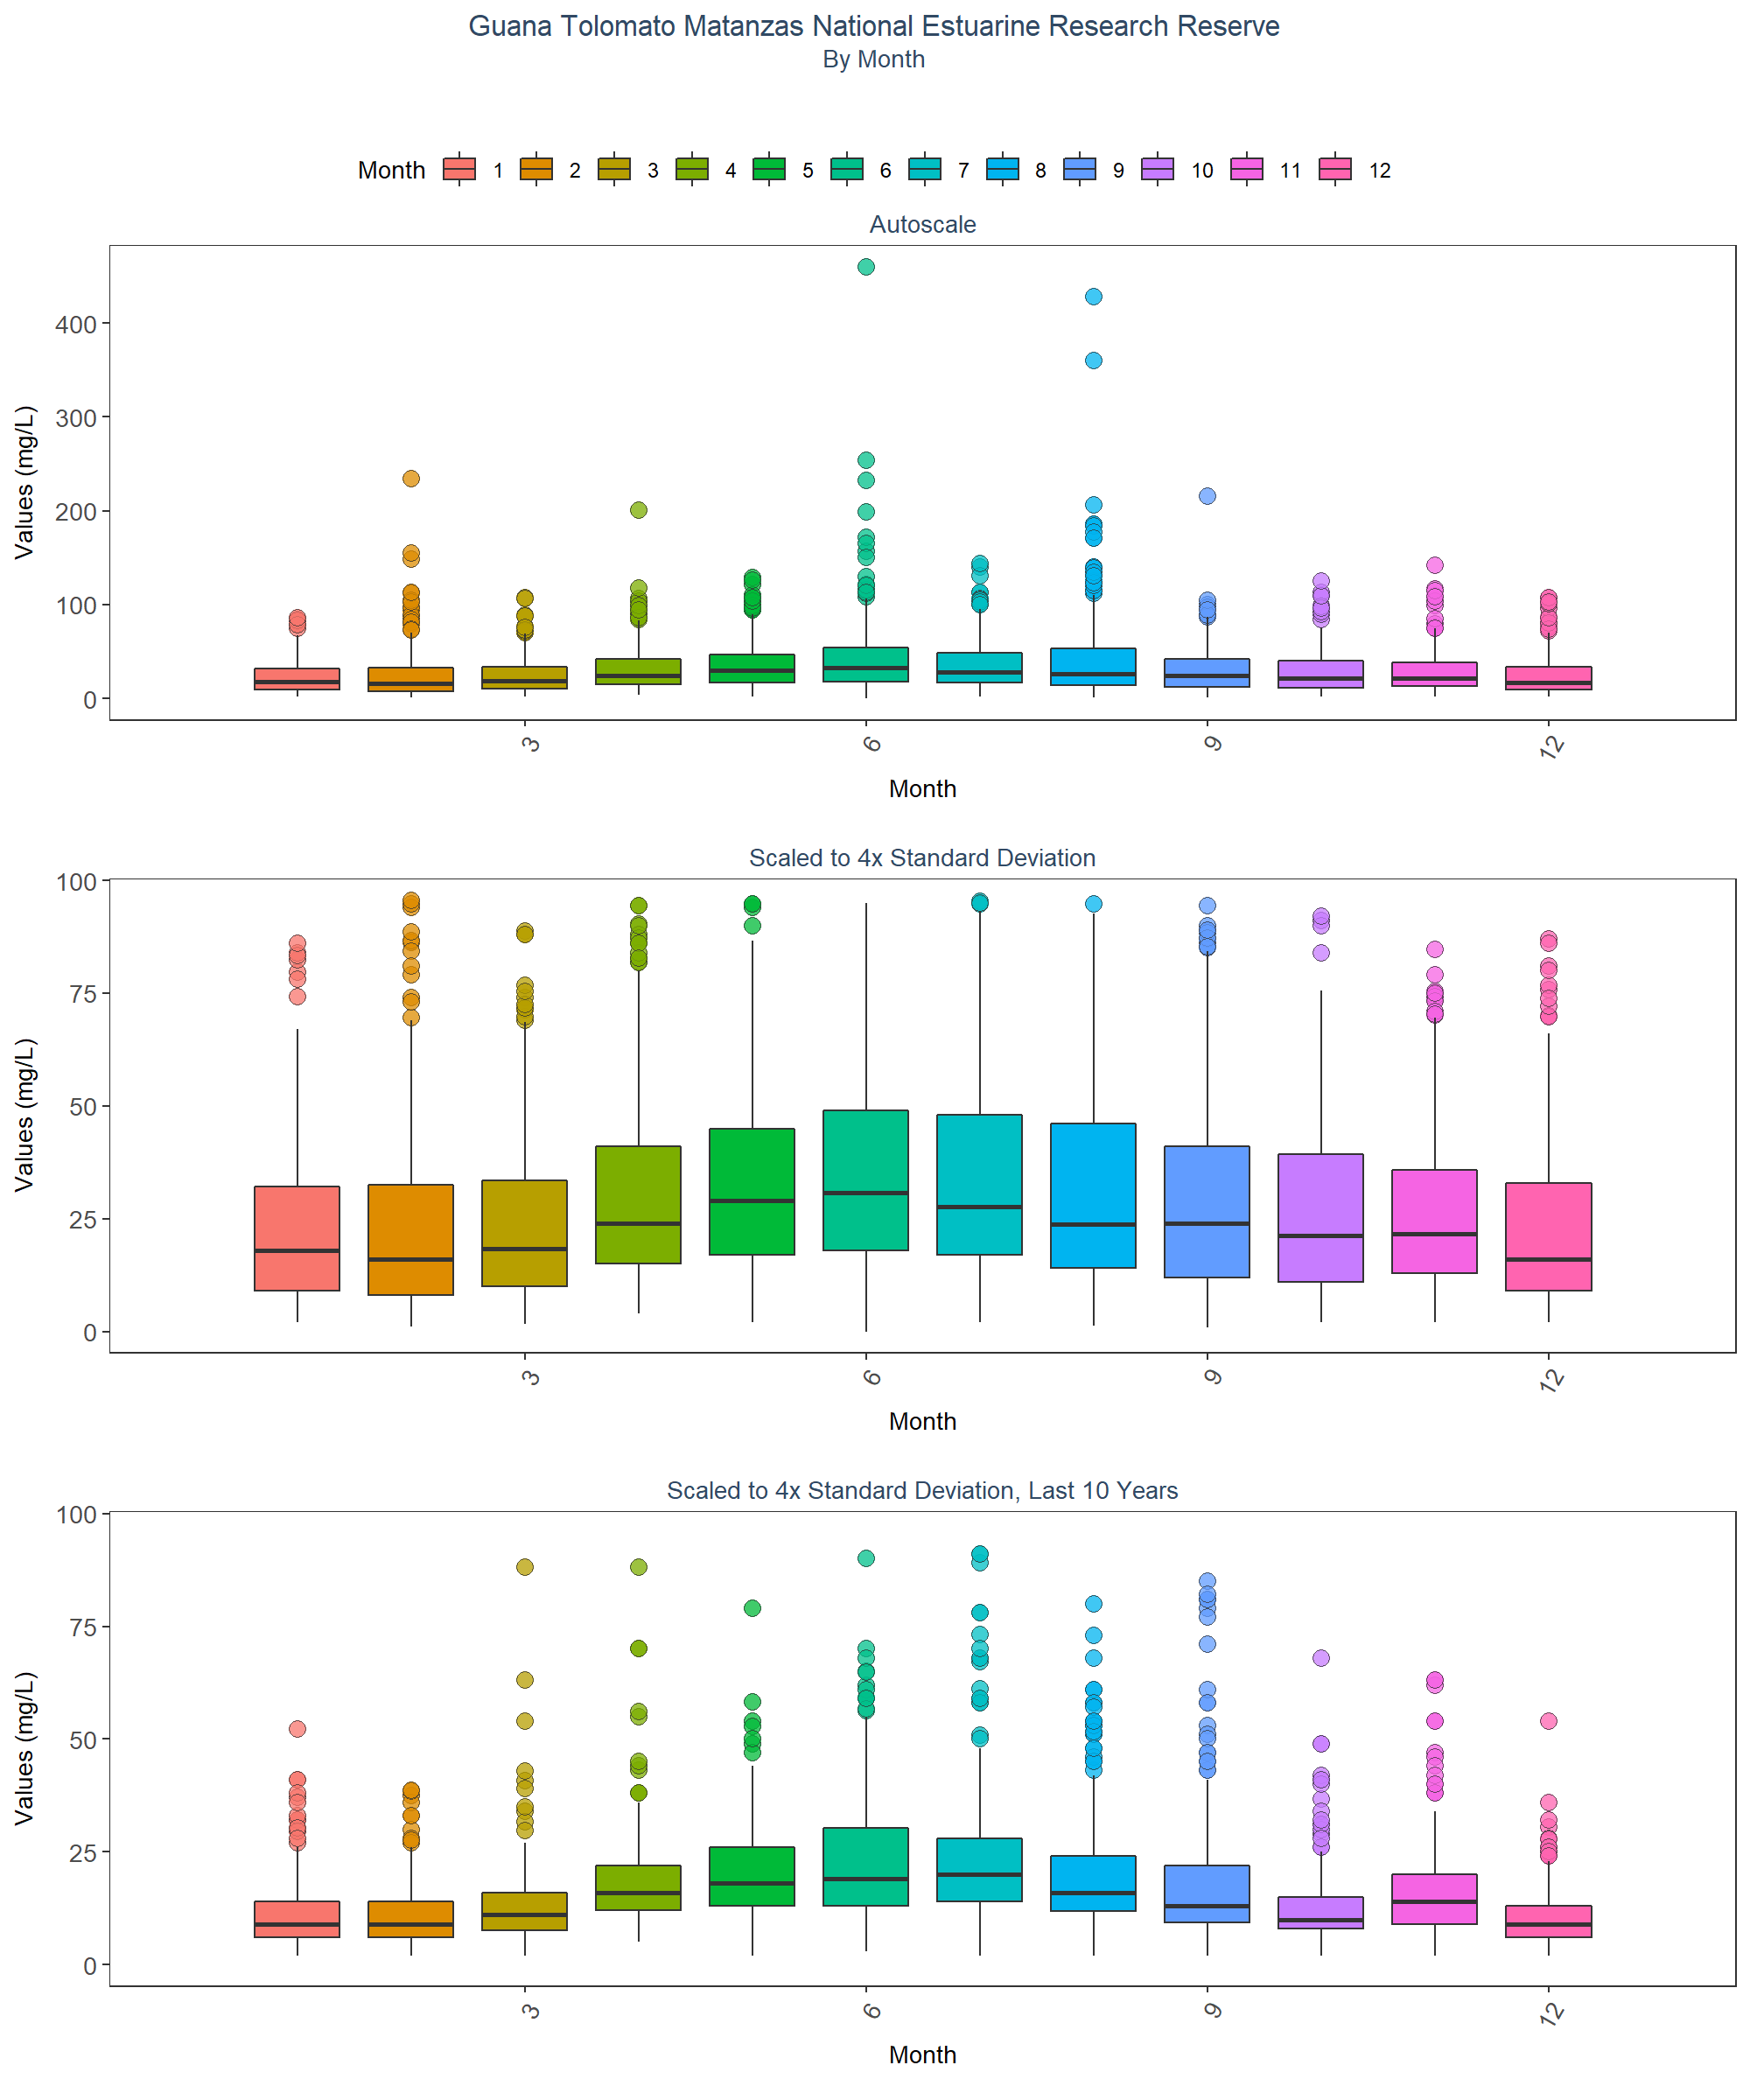 Guana Tolomato Matanzas National Estuarine Research Reserve
By Month
Month 1 2 3 4 5 6 7 8 9 10 11 12
Autoscale
Values (mg/L)
400
300
200
100
0
3 6 9 12
Month
Scaled to 4x Standard Deviation
Values (mg/L)
100
75
50
25
0
3 6 9 12
Month
Scaled to 4x Standard Deviation, Last 10 Years
Values (mg/L)
100
75
50
25
0
3 6 9 12
Month